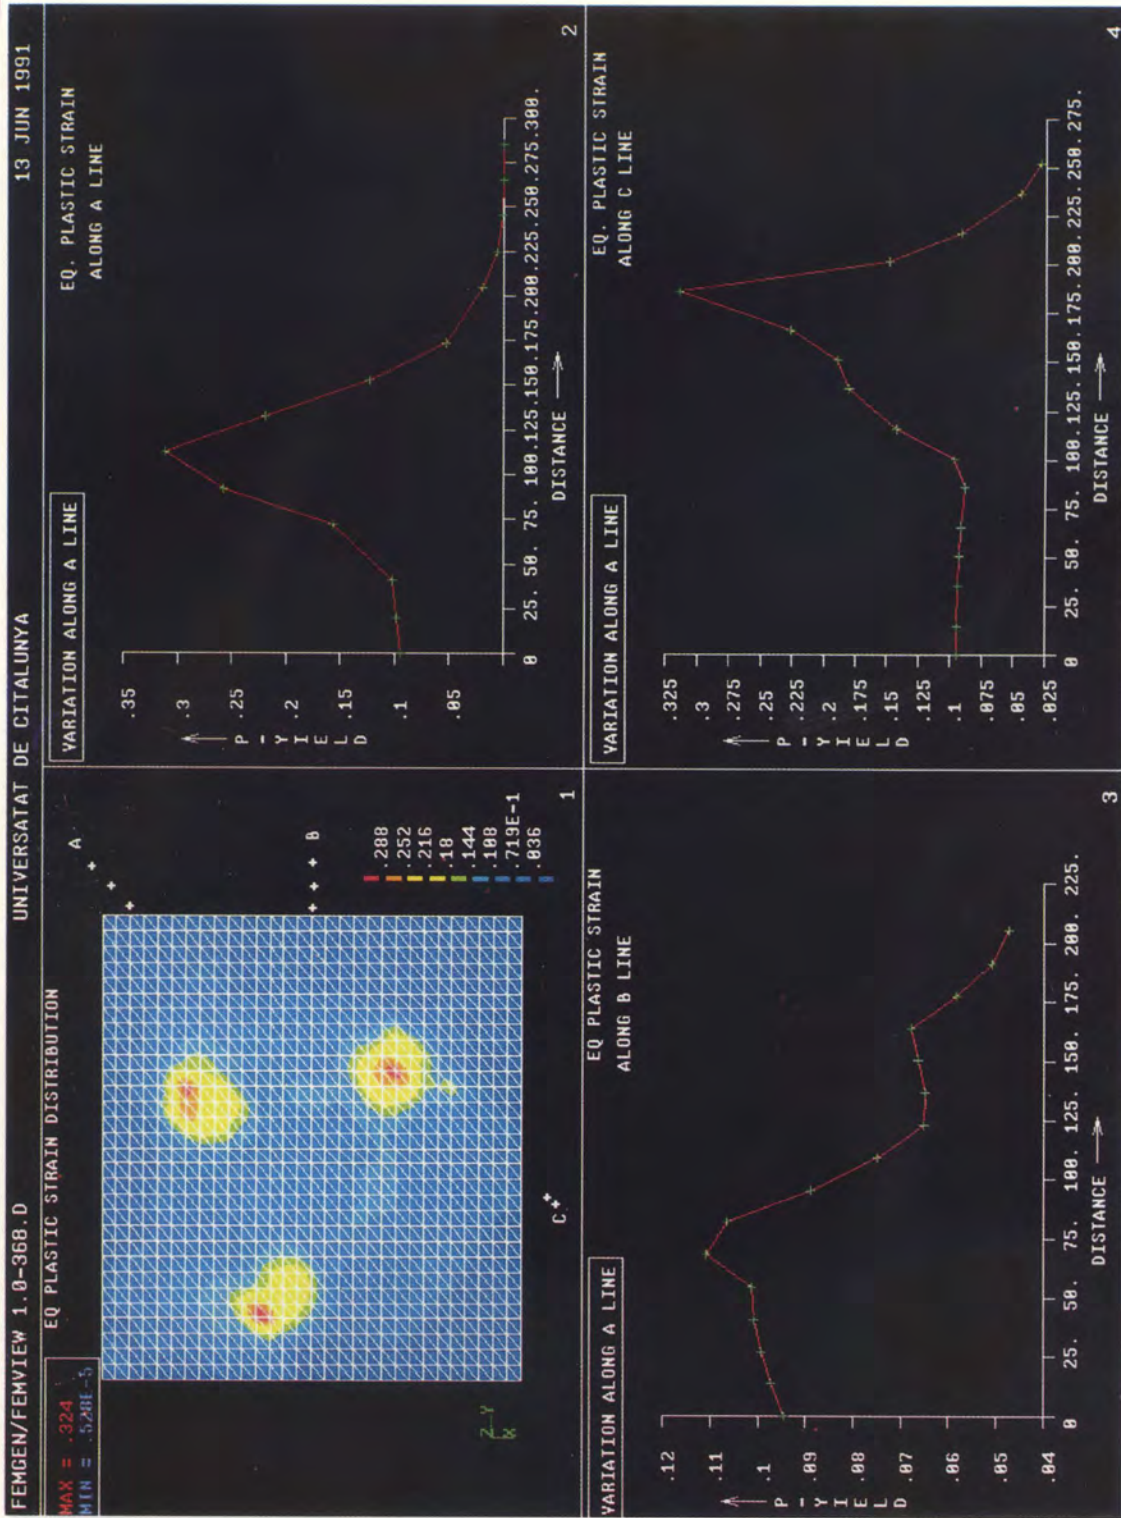 FEMGEN/FEMVIEW 1.0-368.D UNIVERSATAT DE CITALUNYA 13 JUN 1991
MAX = .324
MIN = .528E-5
EQ PLASTIC STRAIN DISTRIBUTION
A
B
C
.288
.252
.216
.18
.144
.108
.719E-1
.036
Z Y
X
1
VARIATION ALONG A LINE
EQ. PLASTIC STRAIN
ALONG A LINE
P-YIELD
.35
.3
.25
.2
.15
.1
.05
0 25. 50. 75. 100. 125. 150. 175. 200. 225. 250. 275. 300.
DISTANCE
2
VARIATION ALONG A LINE
EQ PLASTIC STRAIN
ALONG B LINE
P-YIELD
.12
.11
.1
.09
.08
.07
.06
.05
.04
0 25. 50. 75. 100. 125. 150. 175. 200. 225.
DISTANCE
3
VARIATION ALONG A LINE
EQ. PLASTIC STRAIN
ALONG C LINE
P-YIELD
.325
.3
.275
.25
.225
.2
.175
.15
.125
.1
.075
.05
.025
0 25. 50. 75. 100. 125. 150. 175. 200. 225. 250. 275.
DISTANCE
4